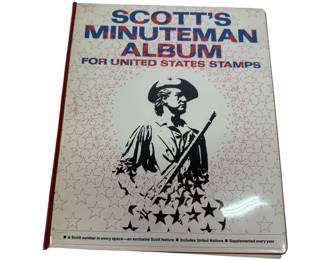 SCOTT'S
MINUTEMAN
ALBUM
FOR UNITED STATES STAMPS
■ A Scott number in every space—an exclusive Scott feature ■ Includes United Nations ■ Supplemented every year